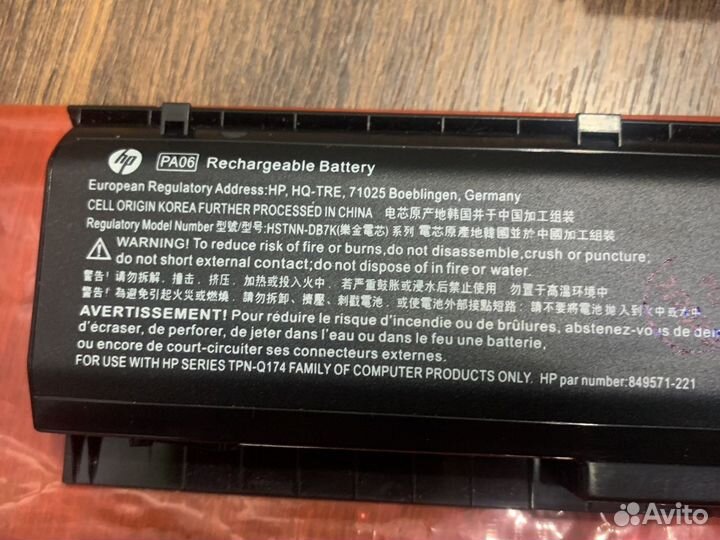 hp PA06 Rechargeable Battery
European Regulatory Address:HP, HQ-TRE, 71025 Boeblingen, Germany
CELL ORIGIN KOREA FURTHER PROCESSED IN CHINA 电芯原产地韩国并于中国加工组装
Regulatory Model Number 型號/型号:HSTNN-DB7K(樂金電芯) 系列 電芯原產地韓國並於中國加工組裝
WARNING! To reduce risk of fire or burns,do not disassemble,crush or puncture;
do not short external contact;do not dispose of in fire or water.
警告! 请勿拆解，撞击，挤压，加热或投入火中. 若严重鼓胀或浸水后禁止使用，勿置于高温环境中
警告! 為避免引起火災或燃燒，請勿拆卸、擠壓、刺戳電池、或使電池外部接點短路；請不要將電池拋入到火中或水中
AVERTISSEMENT! Pour réduire le risque d'incendie ou de brûlures, abstenez-vous de
d'écraser, de perforer, de jeter dans l'eau ou dans le feu une batterie,
ou encore de court-circuiter ses connecteurs externes.
FOR USE WITH HP SERIES TPN-Q174 FAMILY OF COMPUTER PRODUCTS ONLY. HP par number:849571-221
Avito